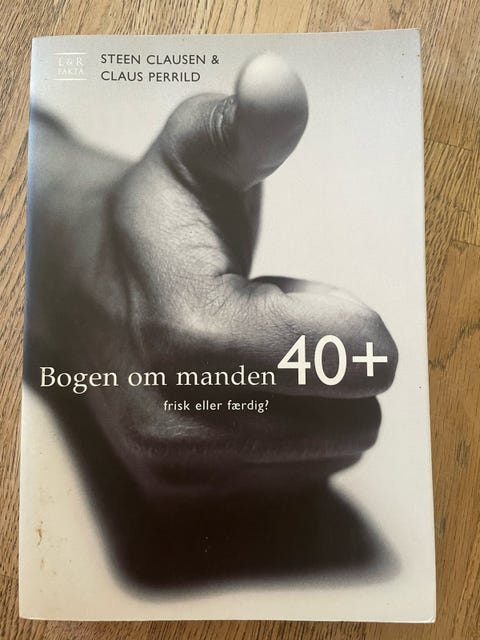 L&R
FAKTA
STEEN CLAUSEN &
CLAUS PERRILD
Bogen om manden 40+
frisk eller færdig?